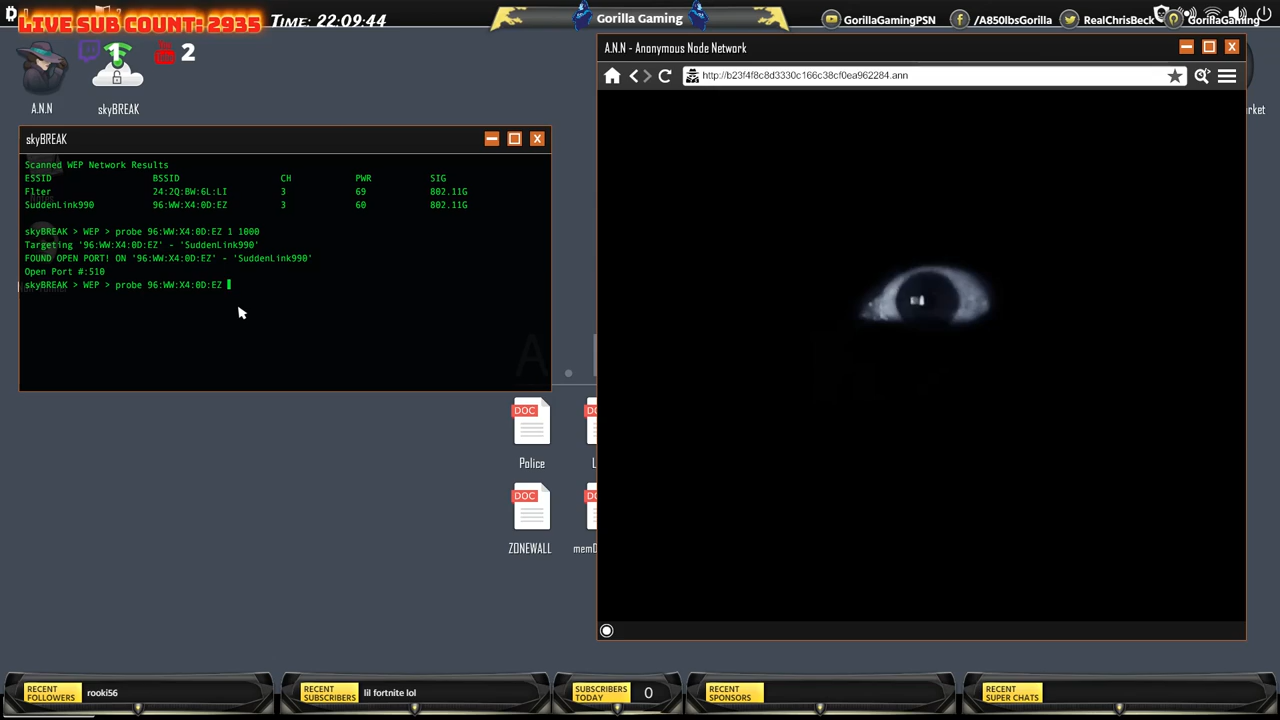 LIVE SUB COUNT: 2935
TIME: 22:09:44
Gorilla Gaming
GorillaGamingPSN
/A850lbsGorilla
RealChrisBeck
GorillaGaming
1
2
A.N.N
skyBREAK
A.N.N - Anonymous Node Network
http://b23f4f8c8d3330c166c38cf0ea962284.ann
skyBREAK
Scanned WEP Network Results
ESSID BSSID CH PWR SIG
Flter 24:2Q:BW:6L:LI 3 69 802.11G
SuddenLink990 96:WW:X4:0D:EZ 3 60 802.11G
skyBREAK > WEP > probe 96:WW:X4:0D:EZ 1 1000
Targeting '96:WW:X4:0D:EZ' - 'SuddenLink990'
FOUND OPEN PORT! ON '96:WW:X4:0D:EZ' - 'SuddenLink990'
Open Port #:510
skyBREAK > WEP > probe 96:WW:X4:0D:EZ
A.
DOC
Police
DOC
ZONEWALL
RECENT FOLLOWERS
rooki56
RECENT SUBSCRIBERS
lil fortnite lol
SUBSCRIBERS TODAY
0
RECENT SPONSORS
RECENT SUPER CHATS